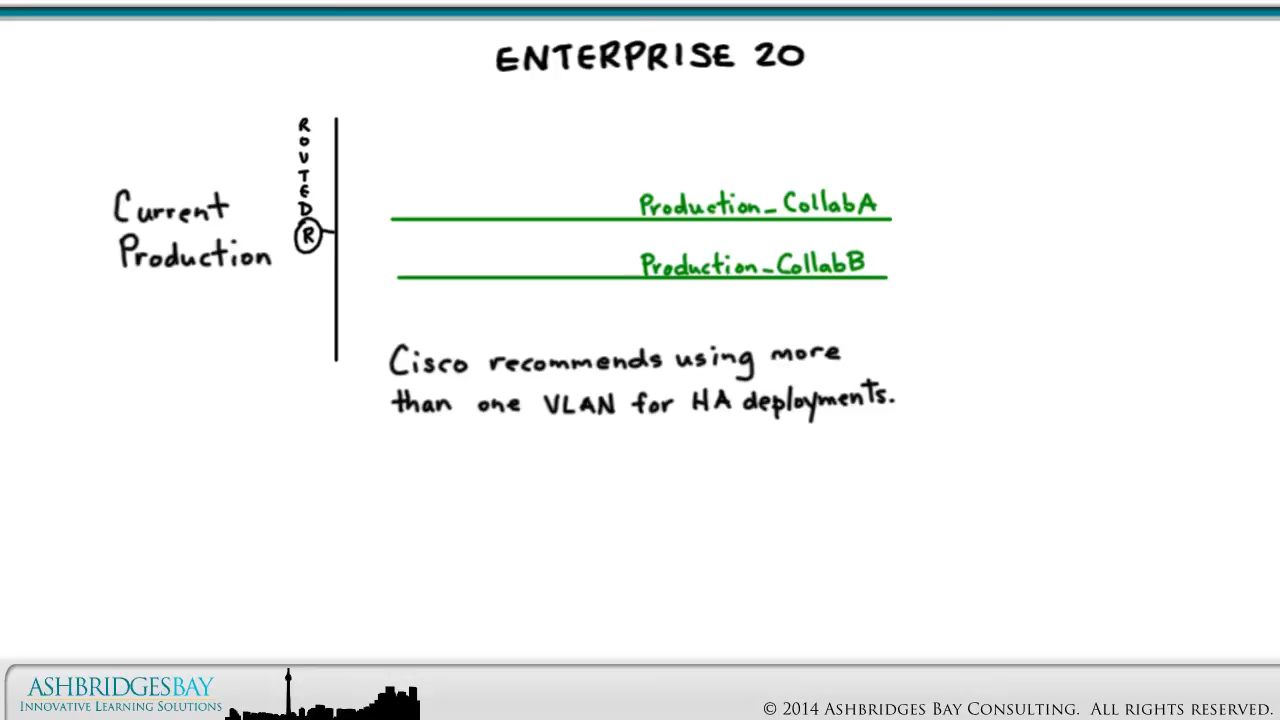 ENTERPRISE 20
ROUTED
R
Current
Production
Production_CollabA
Production_CollabB
Cisco recommends using more
than one VLAN for HA deployments.
ASHBRIDGESBAY
INNOVATIVE LEARNING SOLUTIONS
© 2014 ASHBRIDGES BAY CONSULTING. ALL RIGHTS RESERVED.